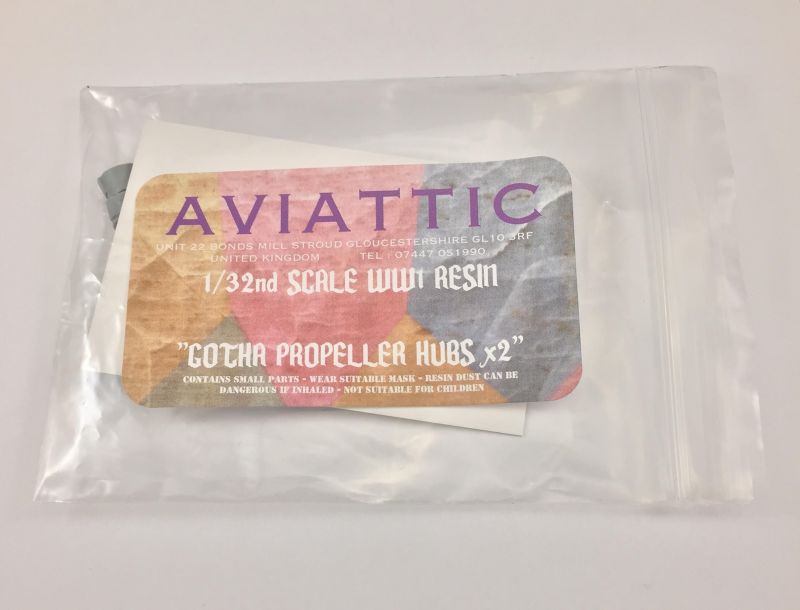 AVIATTIC
UNIT-22 BONDS MILL STROUD GLOUCESTERSHIRE GL10 3RF
UNITED KINGDOM TEL : 07447 051990
1/32nd SCALE WW1 RESIN
"GOTHA PROPELLER HUBS x2"
CONTAINS SMALL PARTS - WEAR SUITABLE MASK - RESIN DUST CAN BE
DANGEROUS IF INHALED - NOT SUITABLE FOR CHILDREN